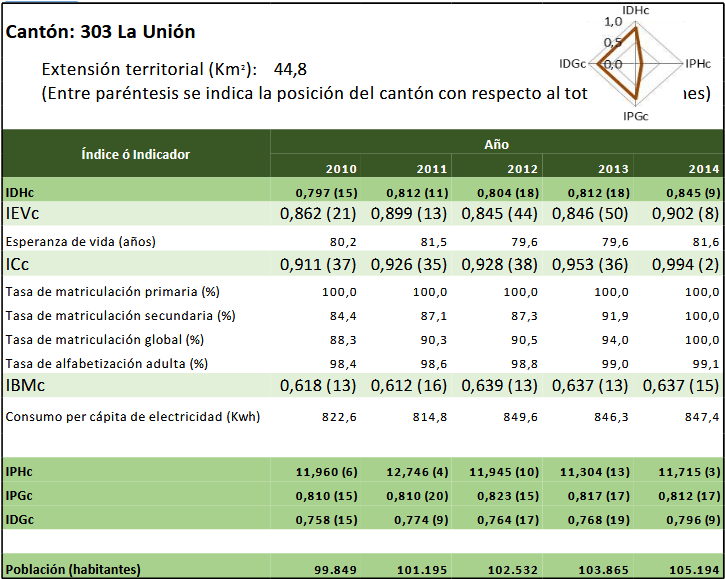 IDHc
Cantón: 303 La Unión
1,0
0,5
Extensión territorial (Km²): 44,8
IDGc 0,0 IPHc
(Entre paréntesis se indica la posición del cantón con respecto al tot nes)
IPGc
Índice ó Indicador Año
2010 2011 2012 2013 2014
IDHc 0,797 (15) 0,812 (11) 0,804 (18) 0,812 (18) 0,845 (9)
IEVc 0,862 (21) 0,899 (13) 0,845 (44) 0,846 (50) 0,902 (8)
Esperanza de vida (años) 80,2 81,5 79,6 79,6 81,6
ICc 0,911 (37) 0,926 (35) 0,928 (38) 0,953 (36) 0,994 (2)
Tasa de matriculación primaria (%) 100,0 100,0 100,0 100,0 100,0
Tasa de matriculación secundaria (%) 84,4 87,1 87,3 91,9 100,0
Tasa de matriculación global (%) 88,3 90,3 90,5 94,0 100,0
Tasa de alfabetización adulta (%) 98,4 98,6 98,8 99,0 99,1
IBMc 0,618 (13) 0,612 (16) 0,639 (13) 0,637 (13) 0,637 (15)
Consumo per cápita de electricidad (Kwh) 822,6 814,8 849,6 846,3 847,4
IPHc 11,960 (6) 12,746 (4) 11,945 (10) 11,304 (13) 11,715 (3)
IPGc 0,810 (15) 0,810 (20) 0,823 (15) 0,817 (17) 0,812 (17)
IDGc 0,758 (15) 0,774 (9) 0,764 (17) 0,768 (19) 0,796 (9)
Población (habitantes) 99.849 101.195 102.532 103.865 105.194